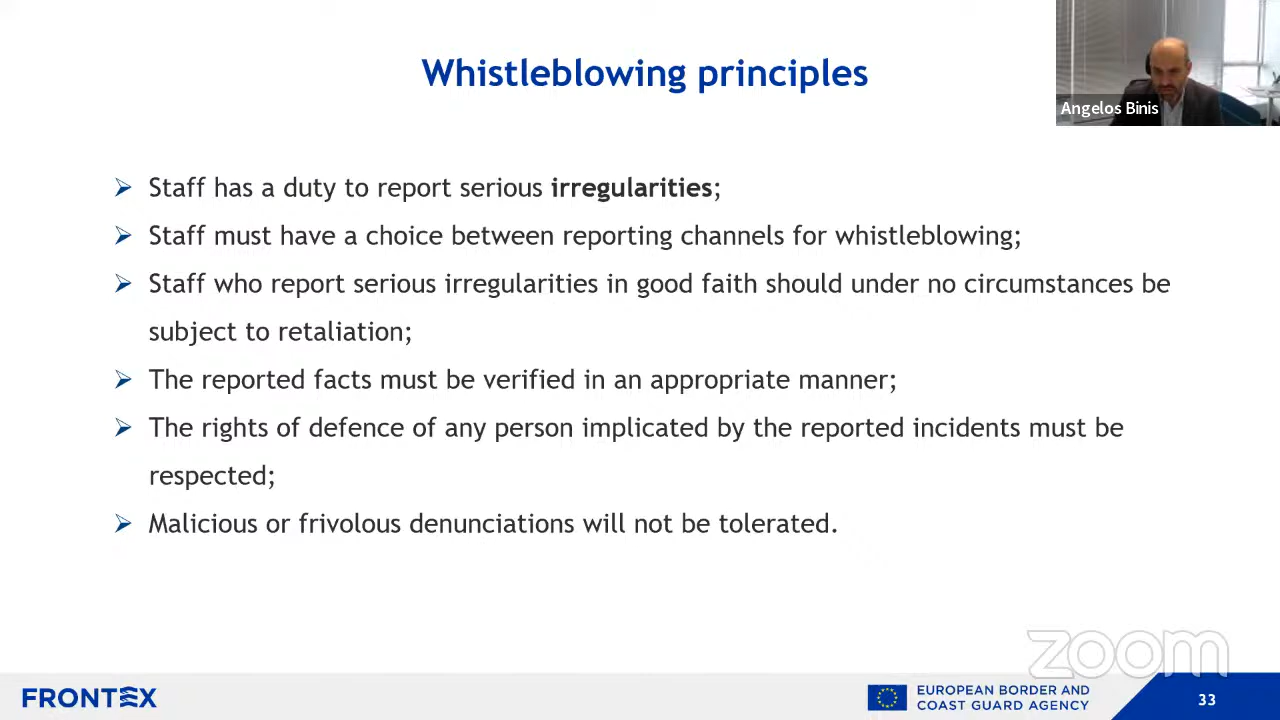 Whistleblowing principles
Angelos Binis
➢ Staff has a duty to report serious irregularities;
➢ Staff must have a choice between reporting channels for whistleblowing;
➢ Staff who report serious irregularities in good faith should under no circumstances be
subject to retaliation;
➢ The reported facts must be verified in an appropriate manner;
➢ The rights of defence of any person implicated by the reported incidents must be
respected;
➢ Malicious or frivolous denunciations will not be tolerated.
zoom
FRONTEX
EUROPEAN BORDER AND
COAST GUARD AGENCY
33